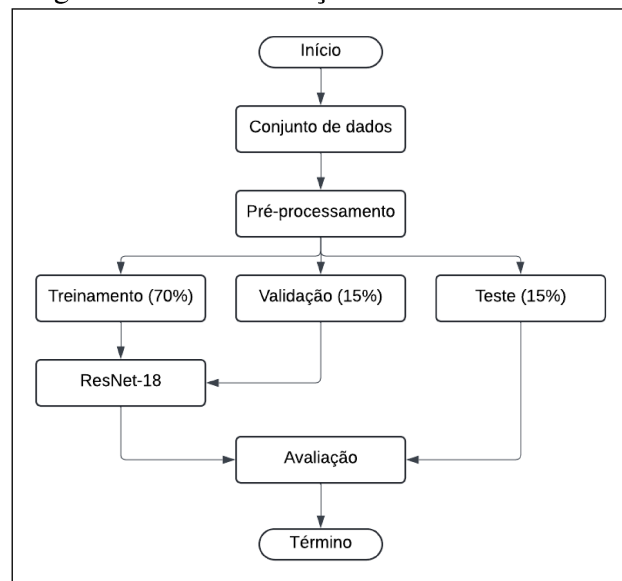 Início
Conjunto de dados
Pré-processamento
Treinamento (70%)
Validação (15%)
Teste (15%)
ResNet-18
Avaliação
Término